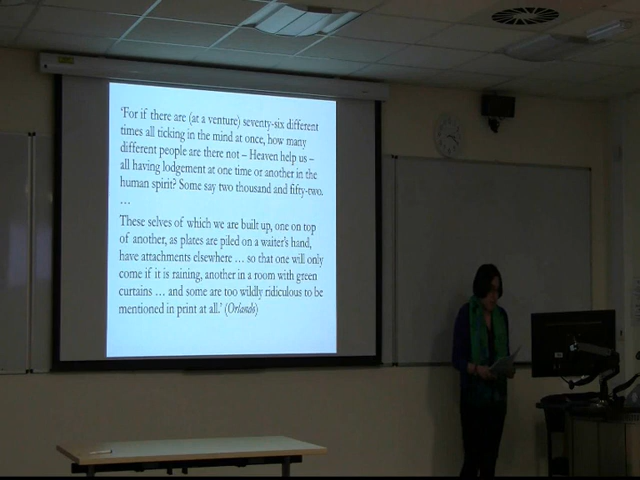 ‘For if there are (at a venture) seventy-six different
times all ticking in the mind at once, how many
different people are there not – Heaven help us –
all having lodgement at one time or another in the
human spirit? Some say two thousand and fifty-two.
…
These selves of which we are built up, one on top
of another, as plates are piled on a waiter’s hand,
have attachments elsewhere … so that one will only
come if it is raining, another in a room with green
curtains … and some are too wildly ridiculous to be
mentioned in print at all.’ (Orlando)